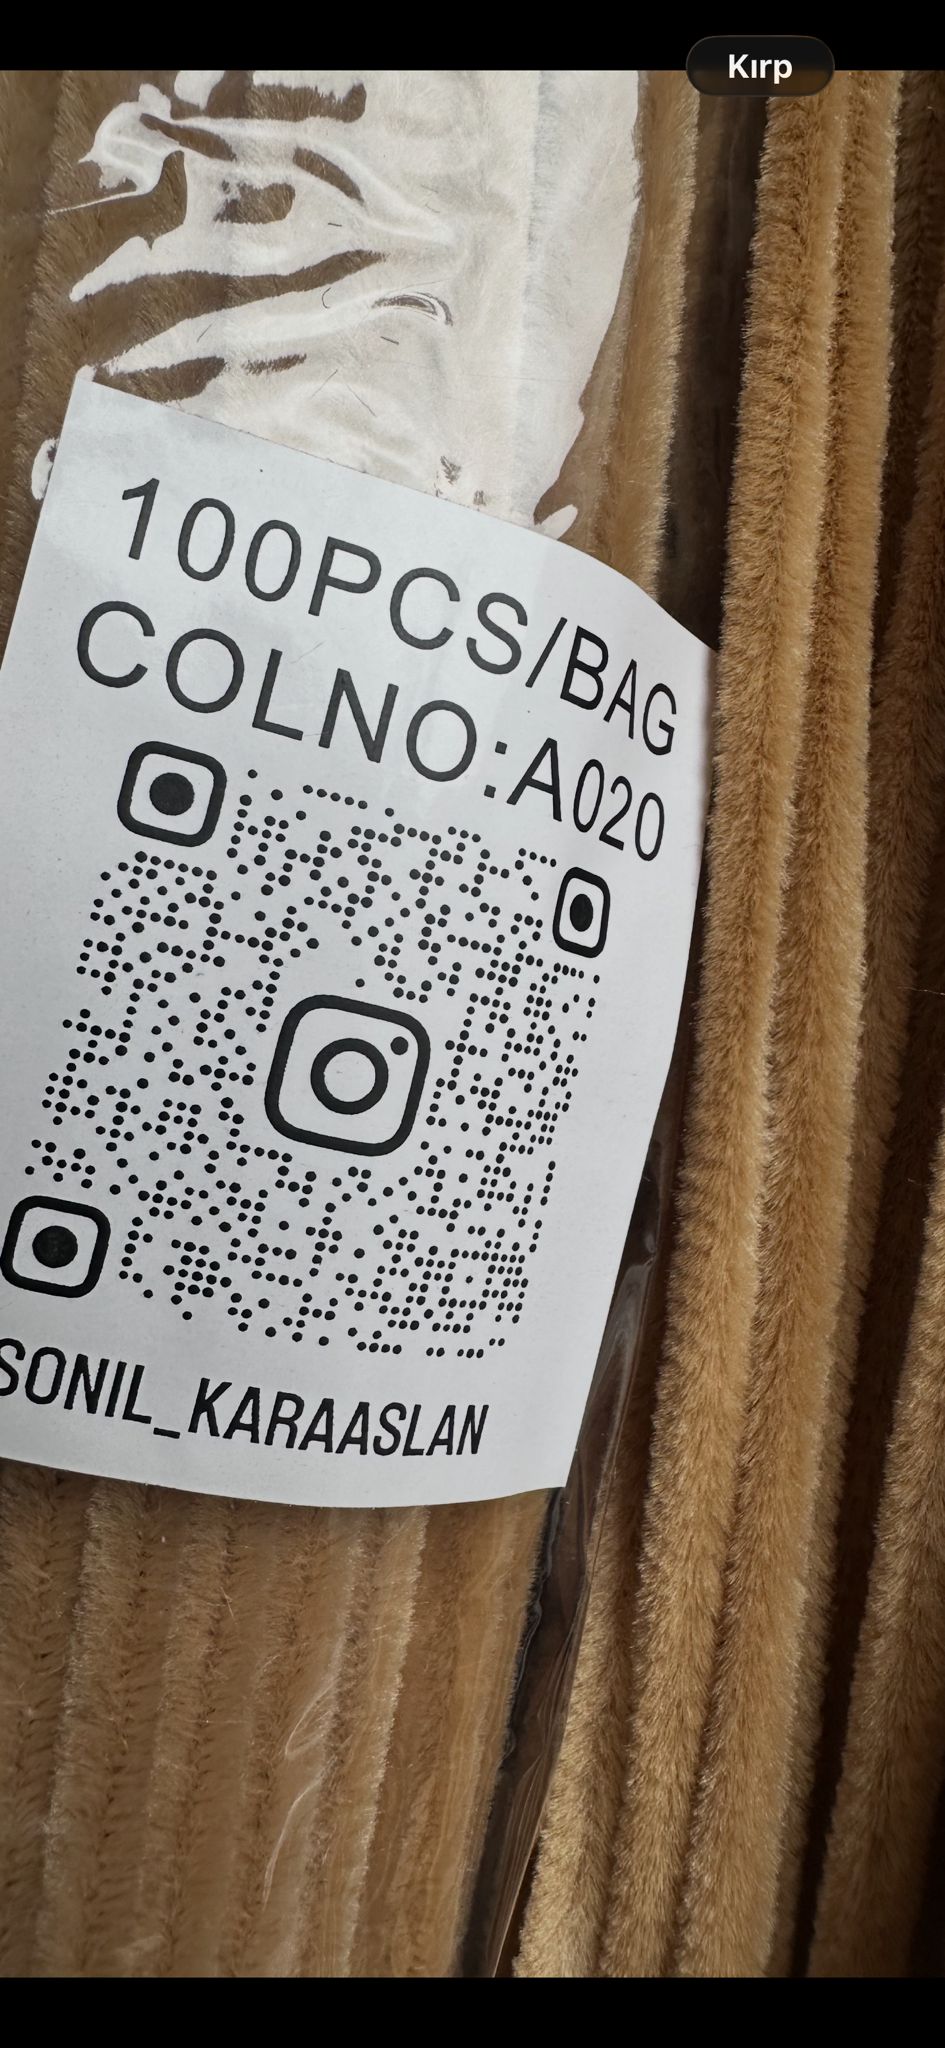 Kırp
100PCS/BAG
COLNO:A020
SONIL_KARAASLAN